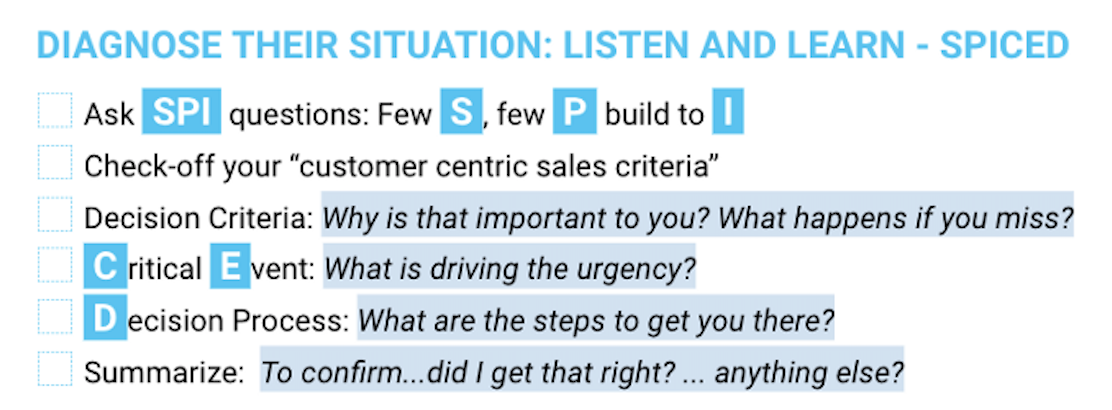 DIAGNOSE THEIR SITUATION: LISTEN AND LEARN - SPICED
Ask SPI questions: Few S, few P build to I
Check-off your “customer centric sales criteria”
Decision Criteria: Why is that important to you? What happens if you miss?
Critical Event: What is driving the urgency?
Decision Process: What are the steps to get you there?
Summarize: To confirm...did I get that right? ... anything else?